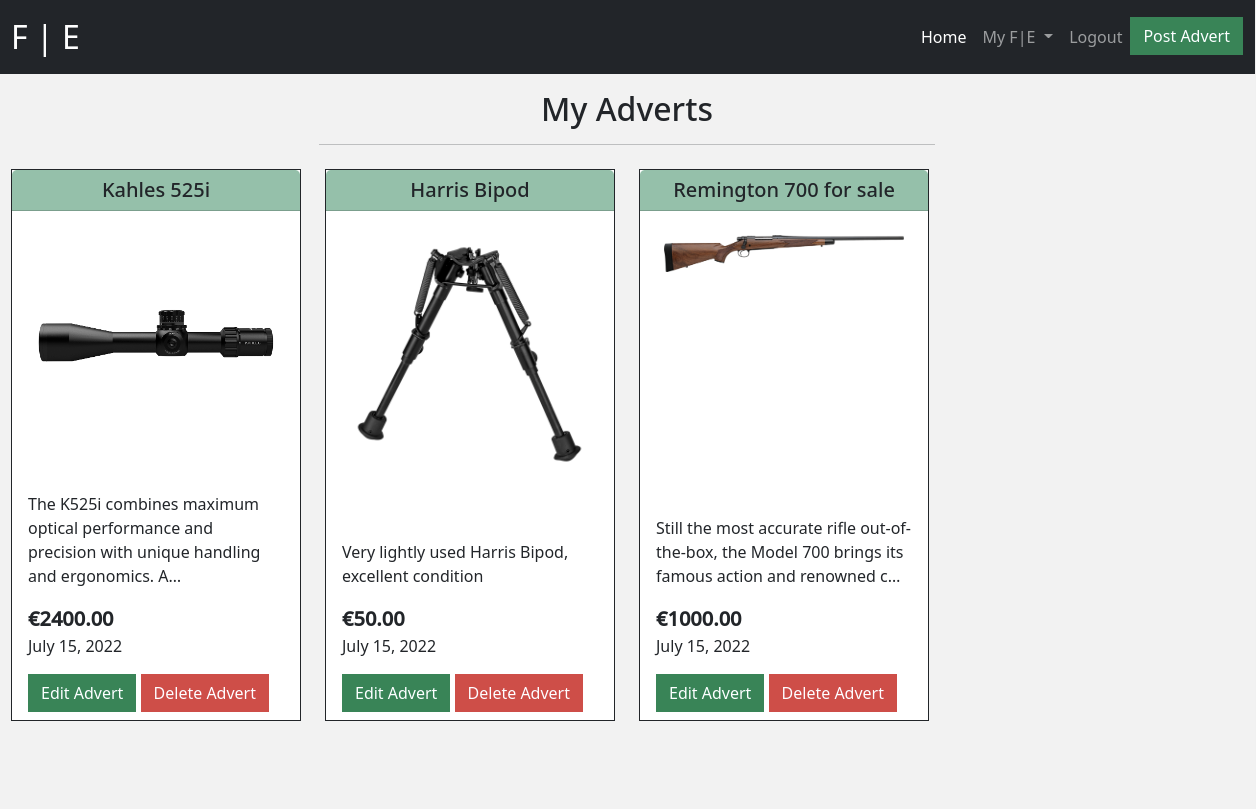 F | E
Home
My F|E
Logout
Post Advert
My Adverts
Kahles 525i
The K525i combines maximum
optical performance and
precision with unique handling
and ergonomics. A...
€2400.00
July 15, 2022
Edit Advert
Delete Advert
Harris Bipod
Very lightly used Harris Bipod,
excellent condition
€50.00
July 15, 2022
Edit Advert
Delete Advert
Remington 700 for sale
Still the most accurate rifle out-of-
the-box, the Model 700 brings its
famous action and renowned c...
€1000.00
July 15, 2022
Edit Advert
Delete Advert